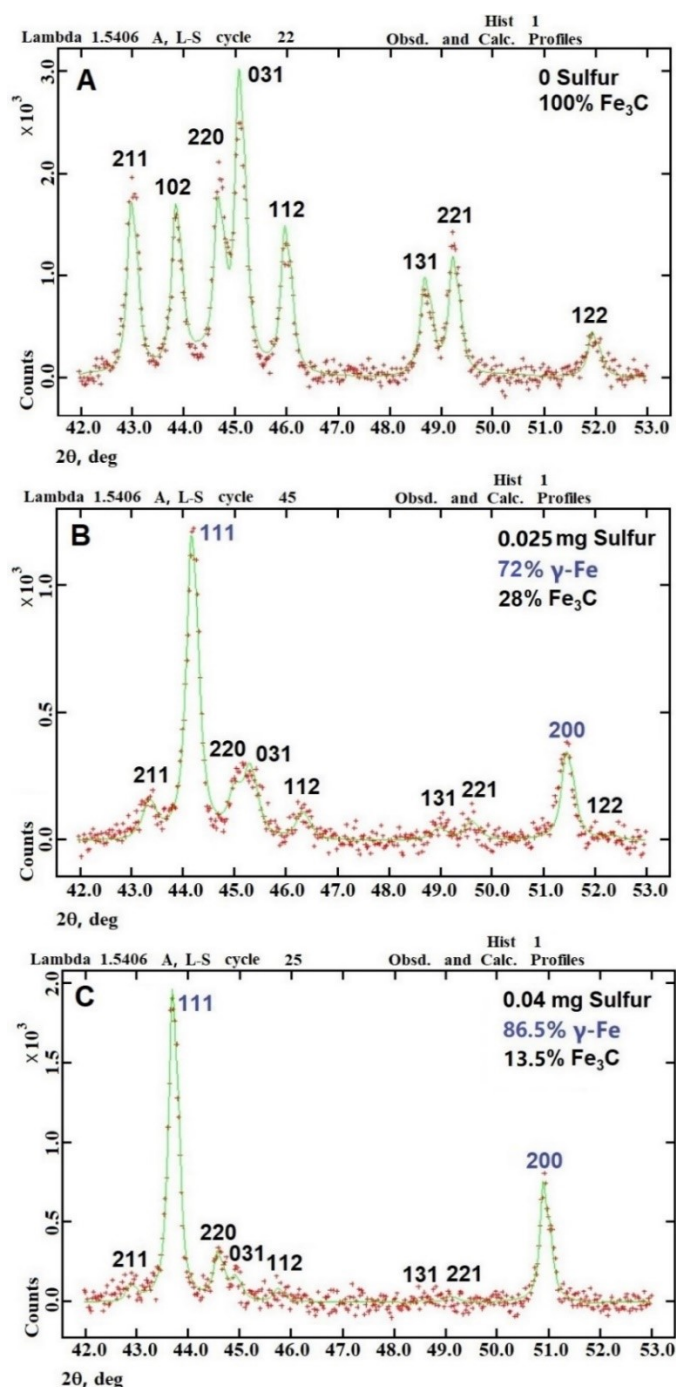 Hist 1
Lambda 1.5406 A, L-S cycle 22 Obsd. and Calc. Profiles
A
0 Sulfur
100% Fe₃C
031
220
211
102
112
221
131
122
X10³
3.0
2.0
1.0
0.0
Counts
42.0 43.0 44.0 45.0 46.0 47.0 48.0 49.0 50.0 51.0 52.0 53.0
2θ, deg
Hist 1
Lambda 1.5406 A, L-S cycle 45 Obsd. and Calc. Profiles
B
111
0.025 mg Sulfur
72% γ-Fe
28% Fe₃C
220 031
211
112
131 221
200
122
X10³
1.0
0.5
0.0
Counts
42.0 43.0 44.0 45.0 46.0 47.0 48.0 49.0 50.0 51.0 52.0 53.0
2θ, deg
Hist 1
Lambda 1.5406 A, L-S cycle 25 Obsd. and Calc. Profiles
C
111
0.04 mg Sulfur
86.5% γ-Fe
13.5% Fe₃C
200
220
211
031
112
131 221
X10³
2.0
1.5
1.0
0.5
0.0
Counts
42.0 43.0 44.0 45.0 46.0 47.0 48.0 49.0 50.0 51.0 52.0 53.0
2θ, deg